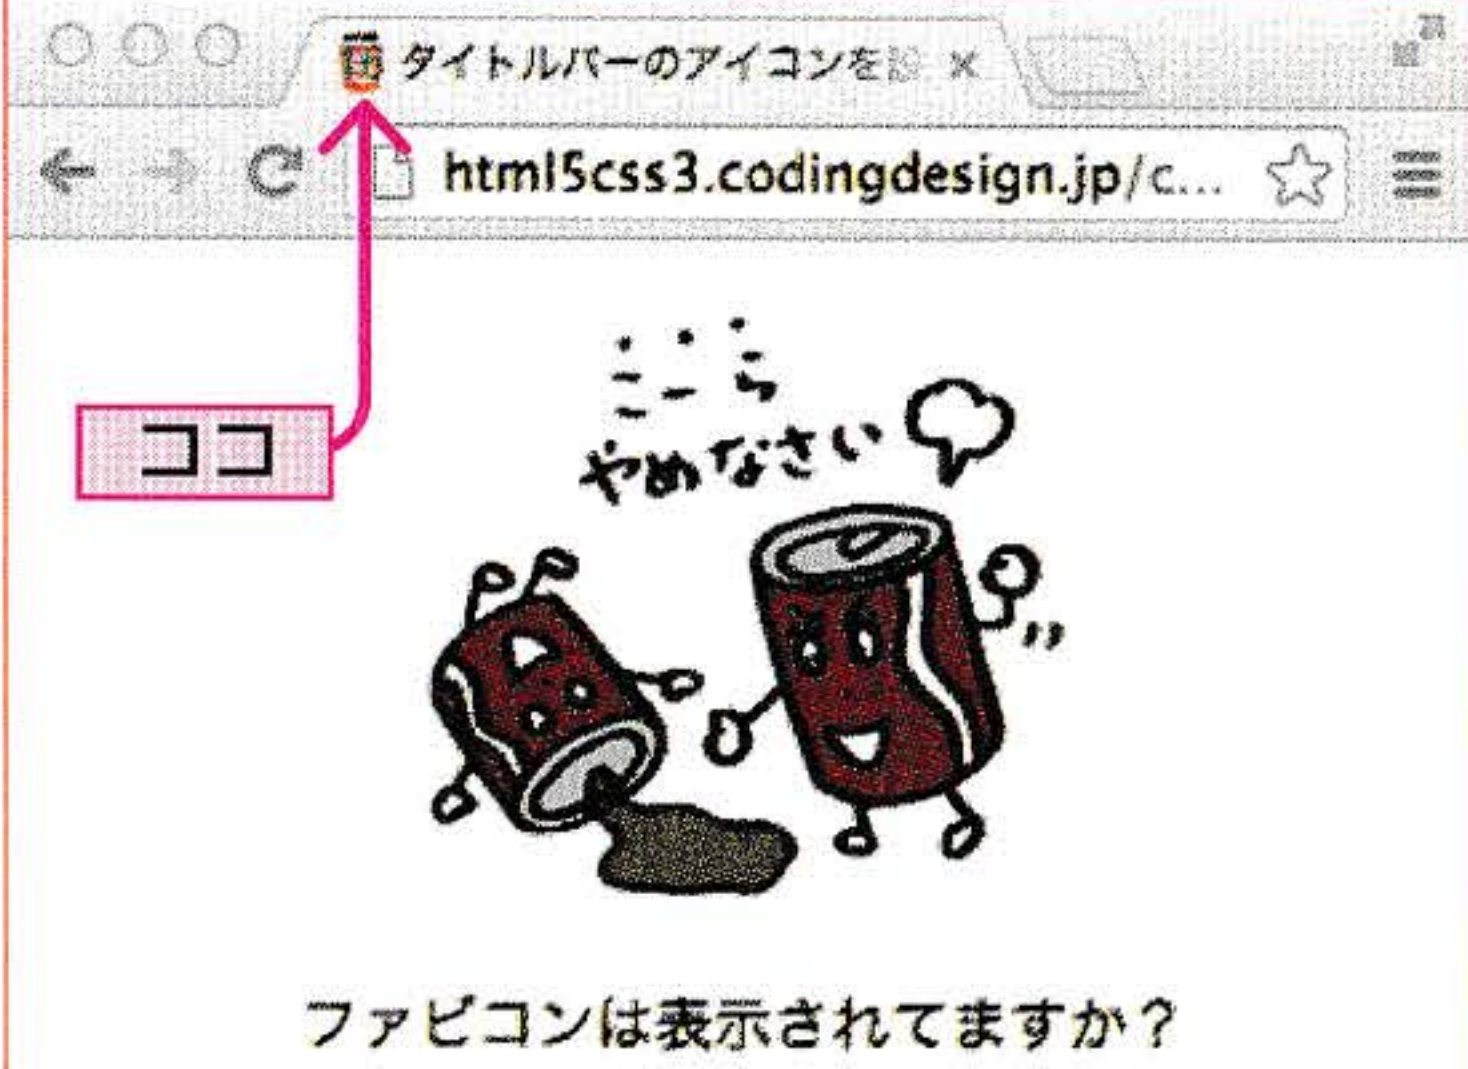 タイトルバーのアイコンを
html5css3.codingdesign.jp/c...
ココ
こーら
やめなさい
ファビコンは表示されてますか？